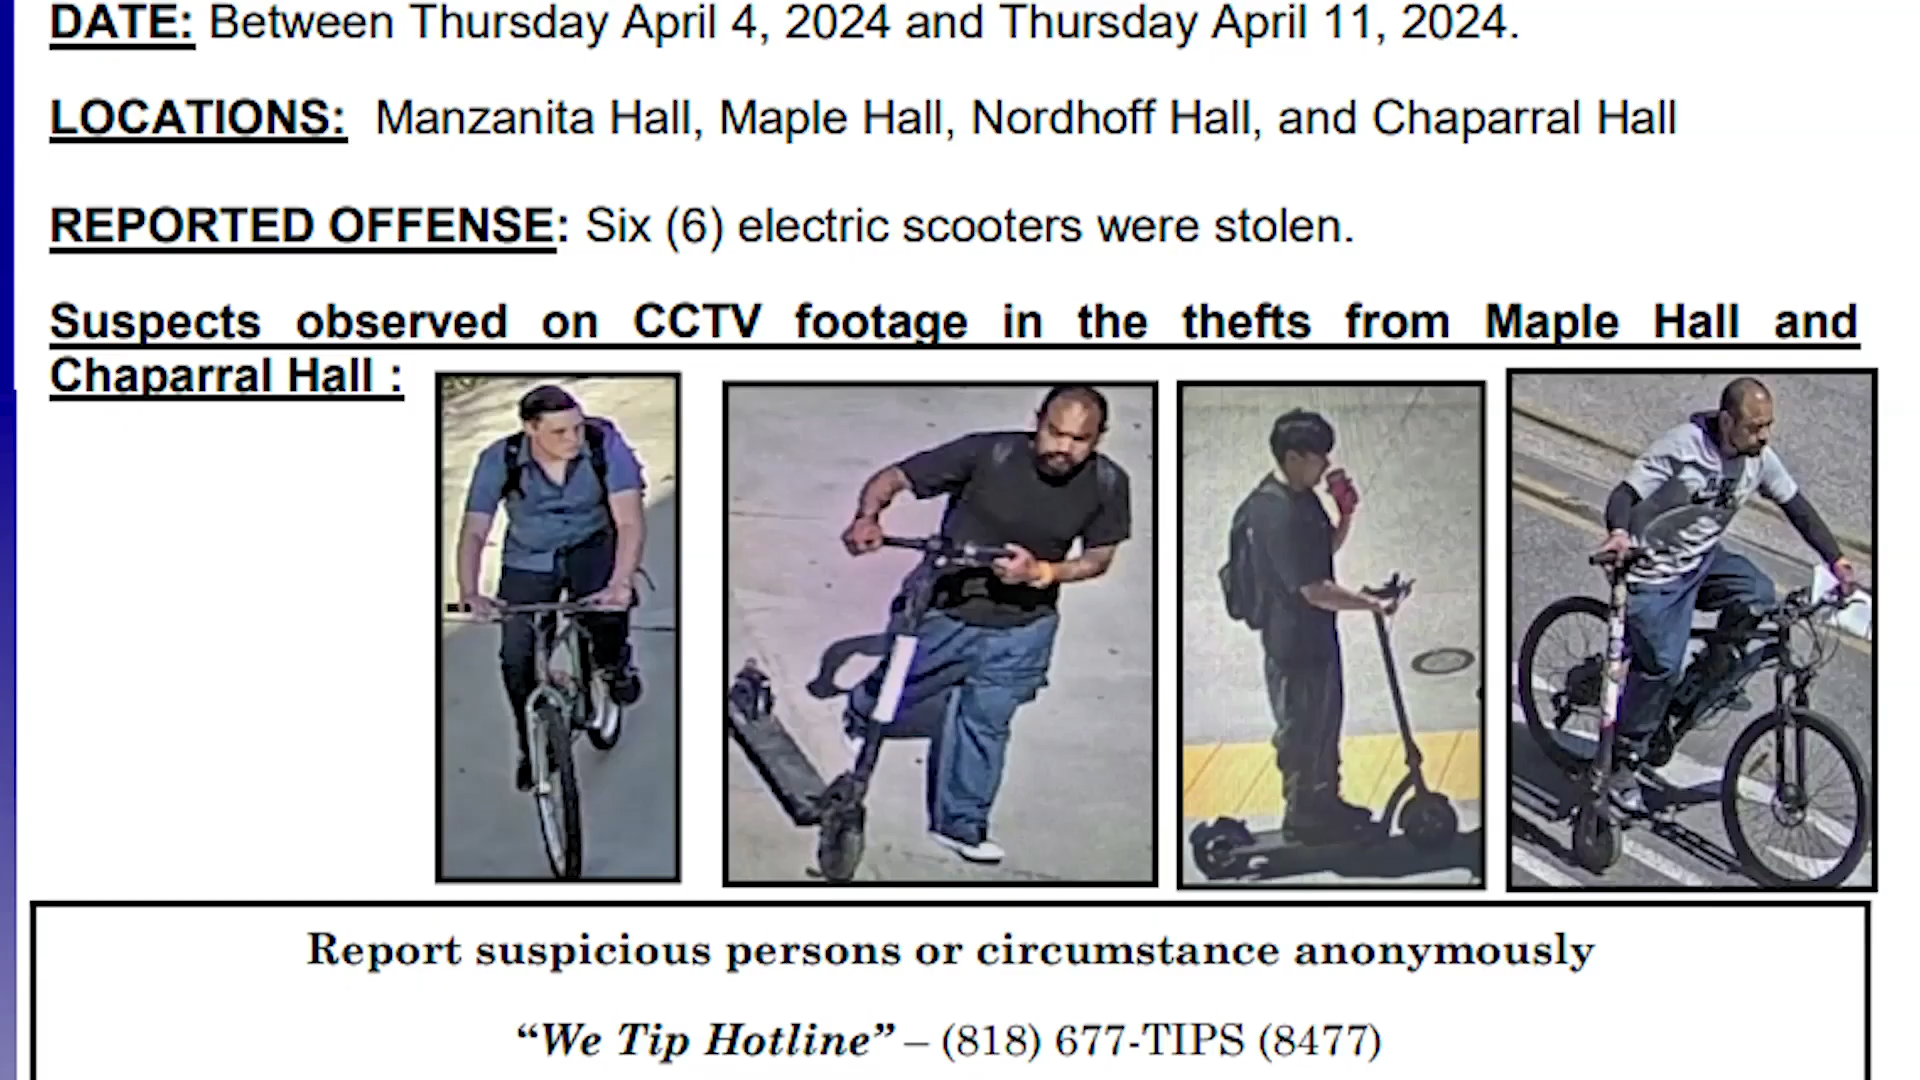 DATE: Between Thursday April 4, 2024 and Thursday April 11, 2024.
LOCATIONS: Manzanita Hall, Maple Hall, Nordhoff Hall, and Chaparral Hall
REPORTED OFFENSE: Six (6) electric scooters were stolen.
Suspects observed on CCTV footage in the thefts from Maple Hall and
Chaparral Hall :
Report suspicious persons or circumstance anonymously
“We Tip Hotline” – (818) 677-TIPS (8477)